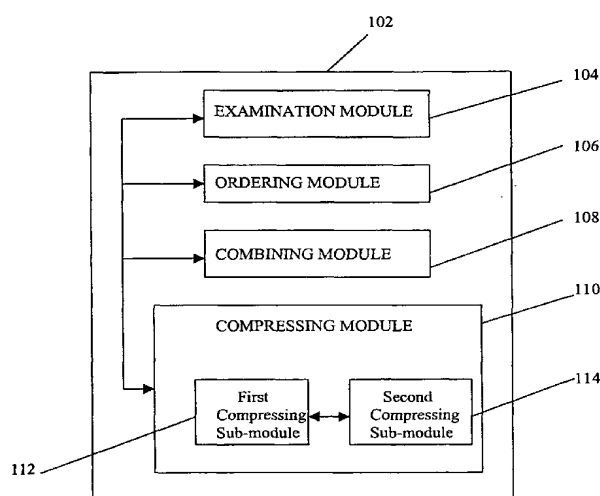 102
EXAMINATION MODULE
104
ORDERING MODULE
106
COMBINING MODULE
108
110
COMPRESSING MODULE
First
Compressing
Sub-module
Second
Compressing
Sub-module
114
112